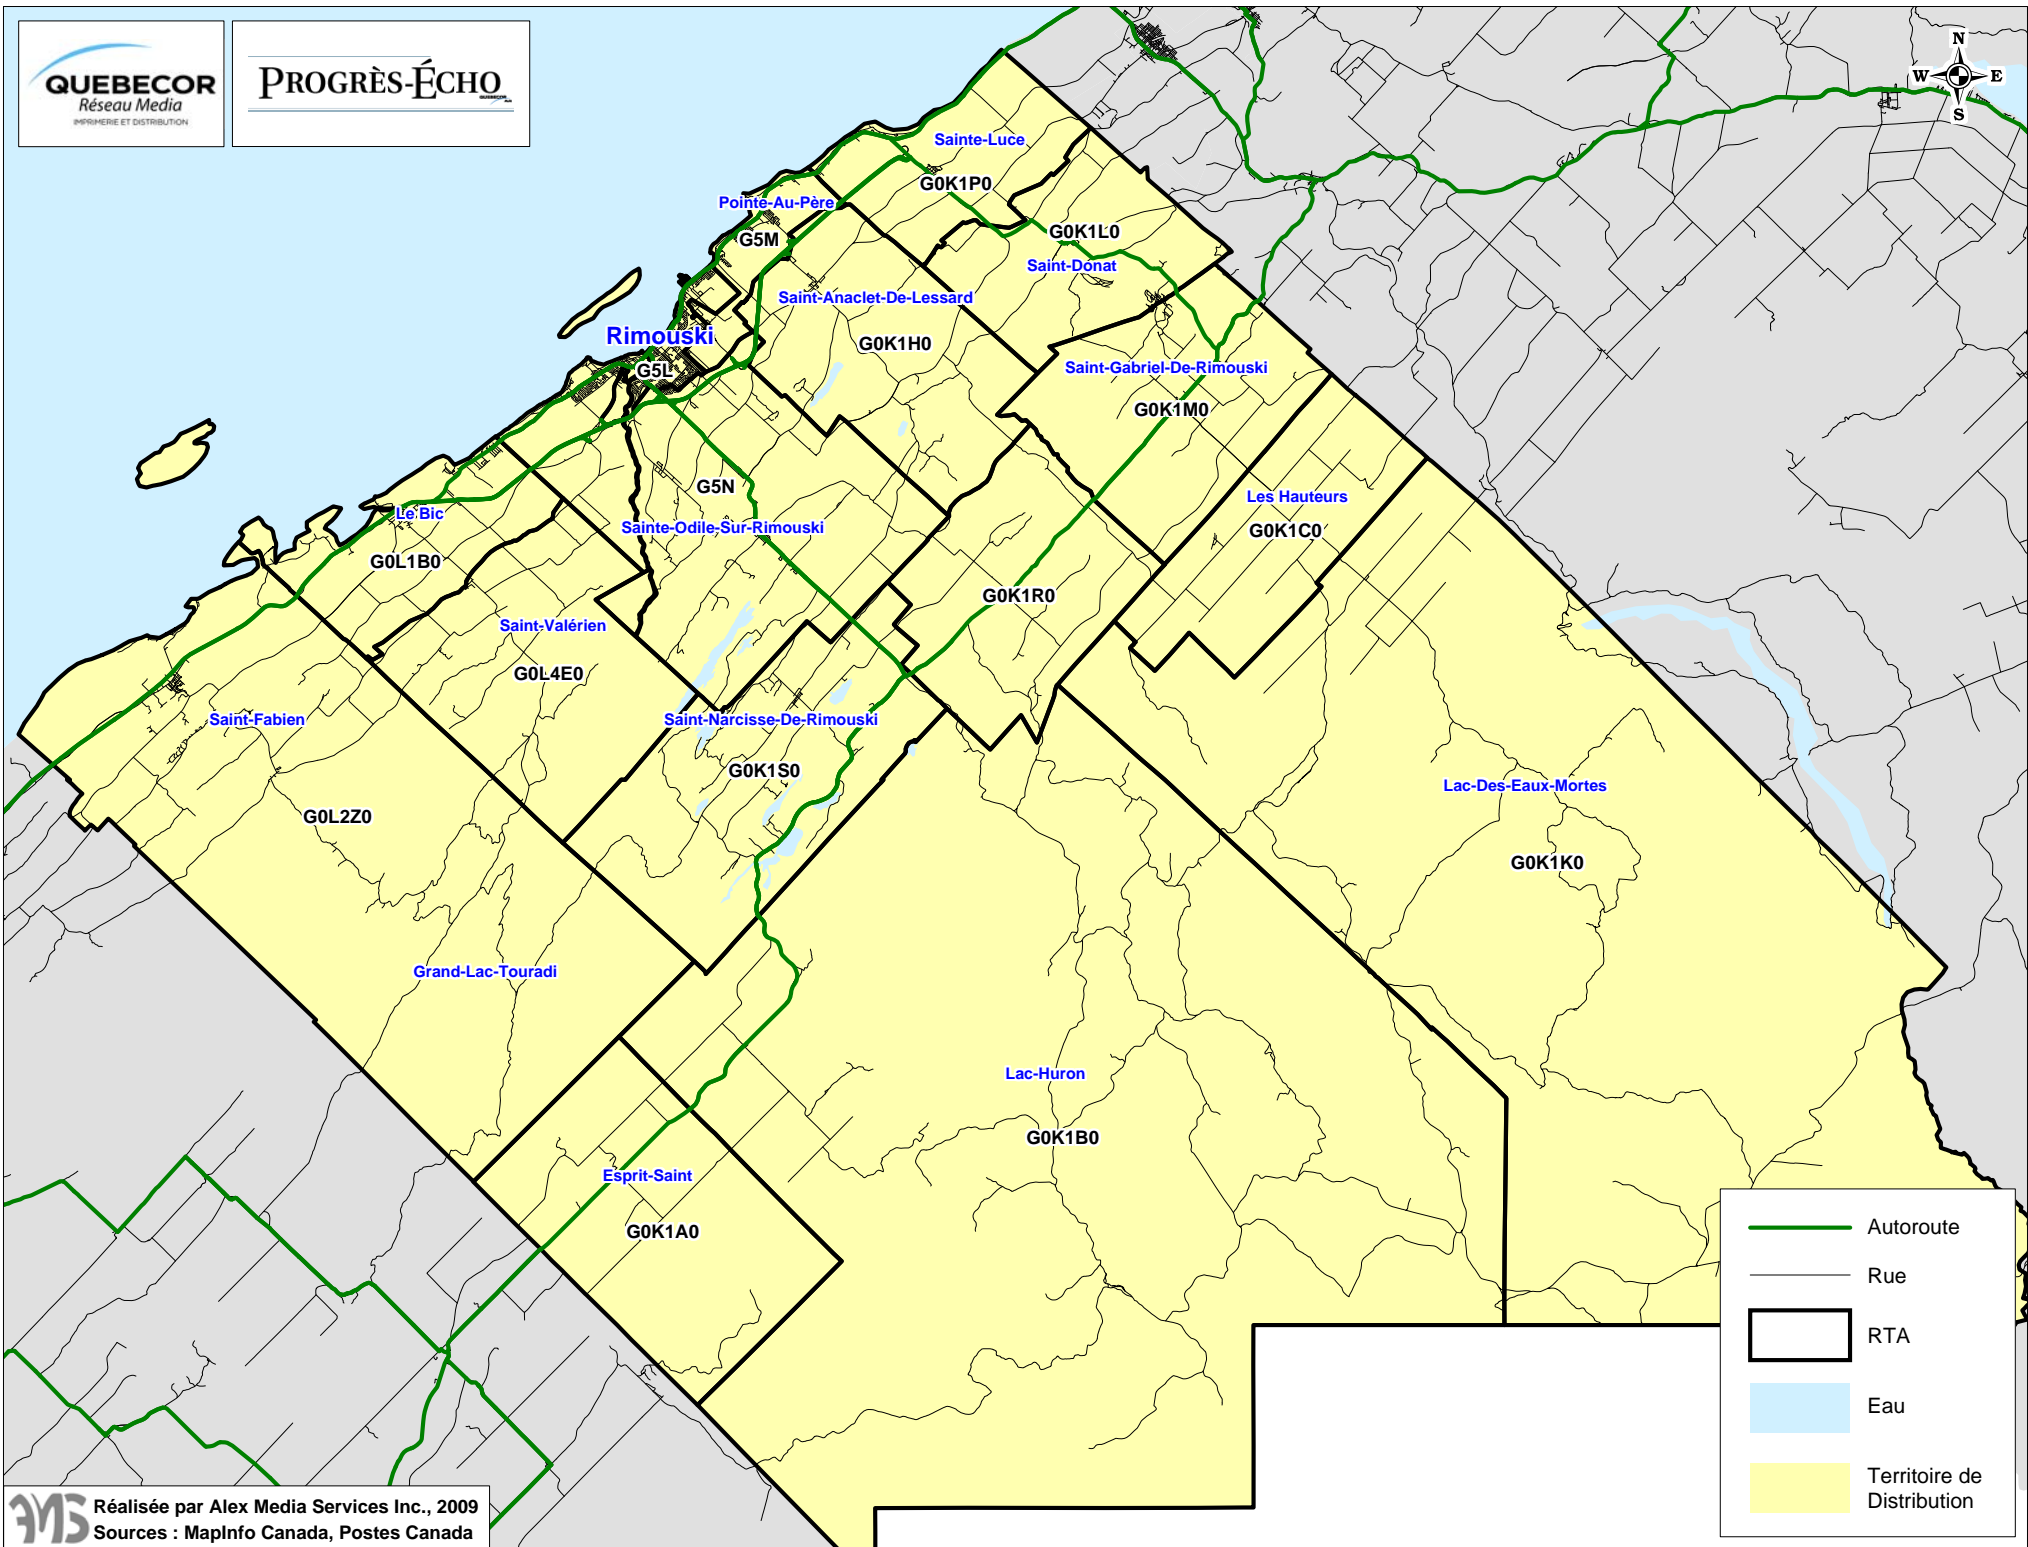 QUEBECOR
Réseau Media
IMPRIMERIE ET DISTRIBUTION
PROGRÈS-ÉCHO
N
W E
S
Sainte-Luce
G0K1P0
Pointe-Au-Père
G5M
G0K1L0
Saint-Donat
Saint-Anaclet-De-Lessard
Rimouski
G0K1H0
G5L
Saint-Gabriel-De-Rimouski
G0K1M0
G5N
Les Hauteurs
Le Bic
Sainte-Odile-Sur-Rimouski
G0K1C0
G0L1B0
G0K1R0
Saint-Valérien
G0L4E0
Saint-Fabien
Saint-Narcisse-De-Rimouski
G0K1S0
Lac-Des-Eaux-Mortes
G0L2Z0
G0K1K0
Grand-Lac-Touradi
Lac-Huron
G0K1B0
Esprit-Saint
G0K1A0
Autoroute
Rue
RTA
Eau
Territoire de
Distribution
AMS
Réalisée par Alex Media Services Inc., 2009
Sources : MapInfo Canada, Postes Canada